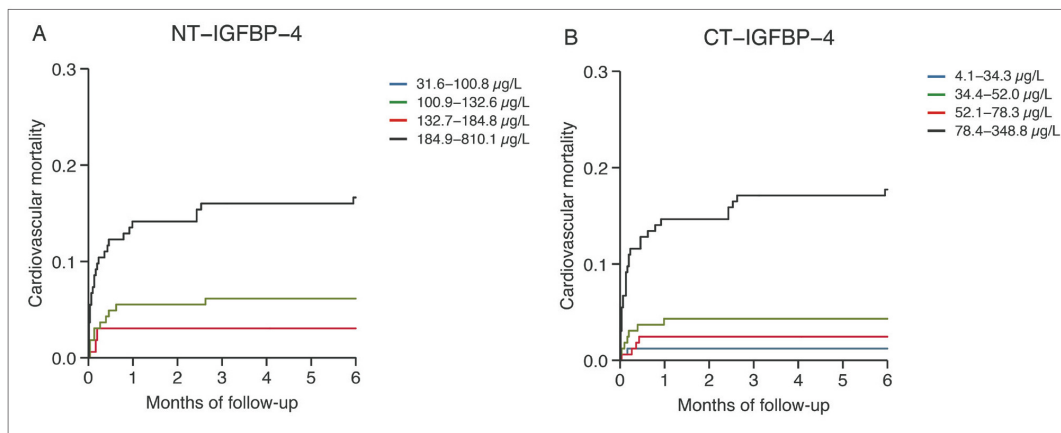 A
NT–IGFBP–4
Cardiovascular mortality
0.3
0.2
0.1
0.0
0 1 2 3 4 5 6
Months of follow-up
31.6–100.8 µg/L
100.9–132.6 µg/L
132.7–184.8 µg/L
184.9–810.1 µg/L
B
CT–IGFBP–4
Cardiovascular mortality
0.3
0.2
0.1
0.0
0 1 2 3 4 5 6
Months of follow-up
4.1–34.3 µg/L
34.4–52.0 µg/L
52.1–78.3 µg/L
78.4–348.8 µg/L